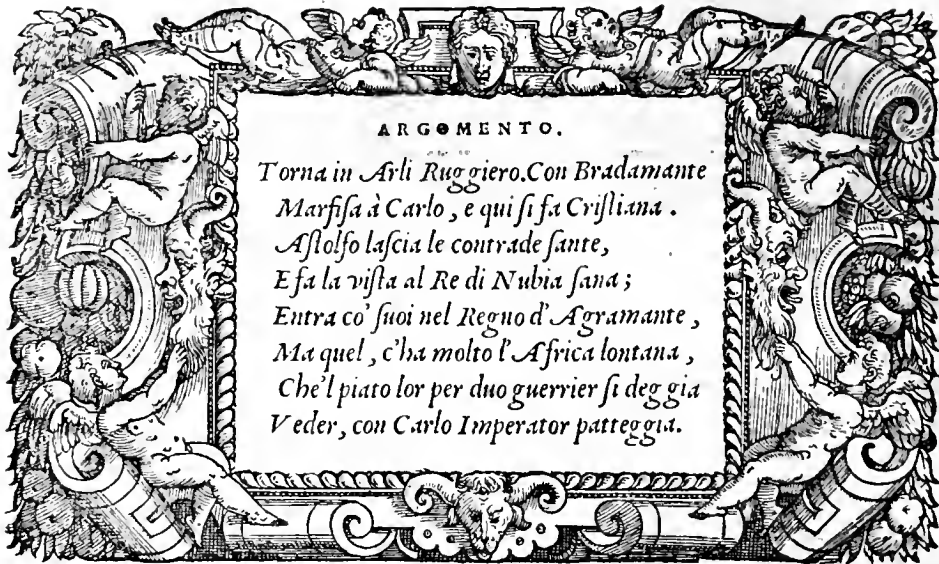 ARGOMENTO.
Torna in Arli Ruggiero. Con Bradamante
Marfiſa à Carlo, e qui ſi fa Criſtiana.
Aſtolfo laſcia le contrade ſante,
E fa la viſta al Re di Nubia ſana;
Entra co' ſuoi nel Regno d'Agramante,
Ma quel, c'ha molto l'Africa lontana,
Che'l piato lor per duo guerrier ſi deggia
Veder, con Carlo Imperator patteggia.